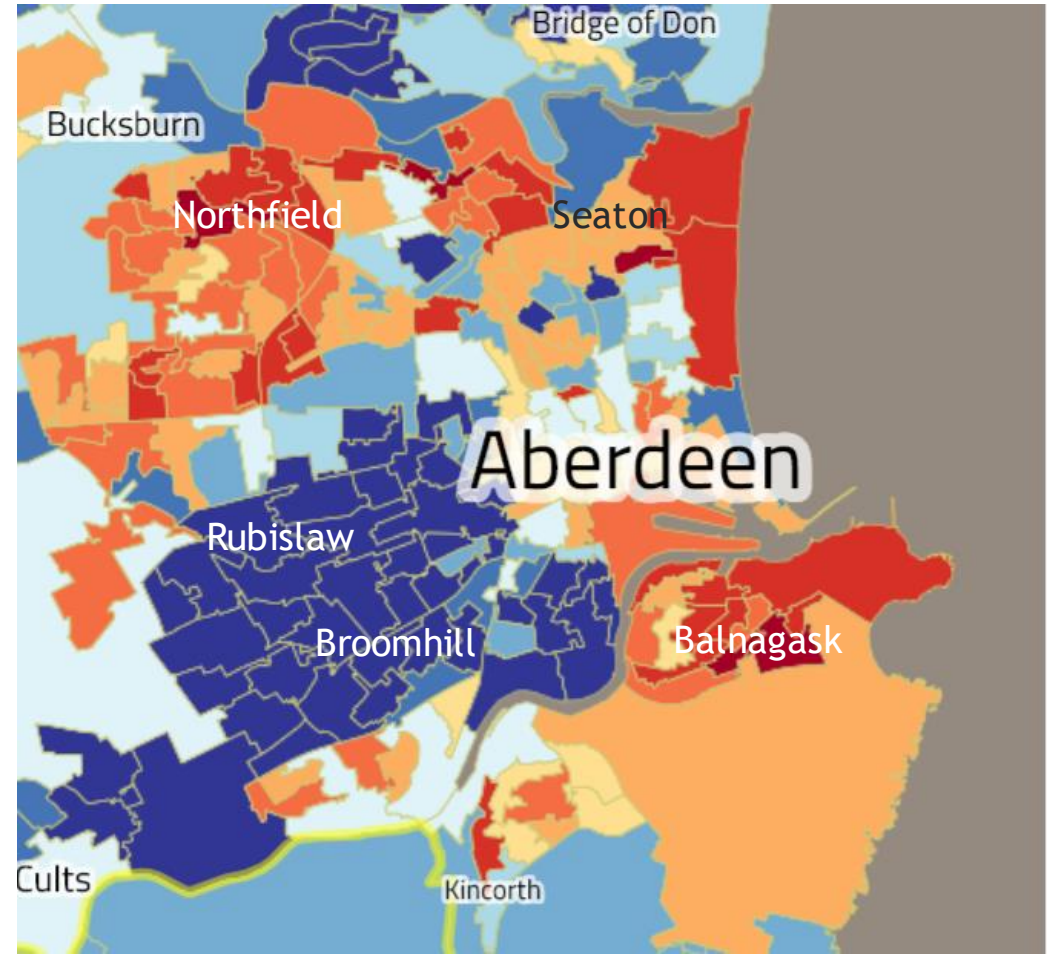 Bridge of Don
Bucksburn
Northfield
Seaton
Aberdeen
Rubislaw
Broomhill
Balnagask
Cults
Kincorth